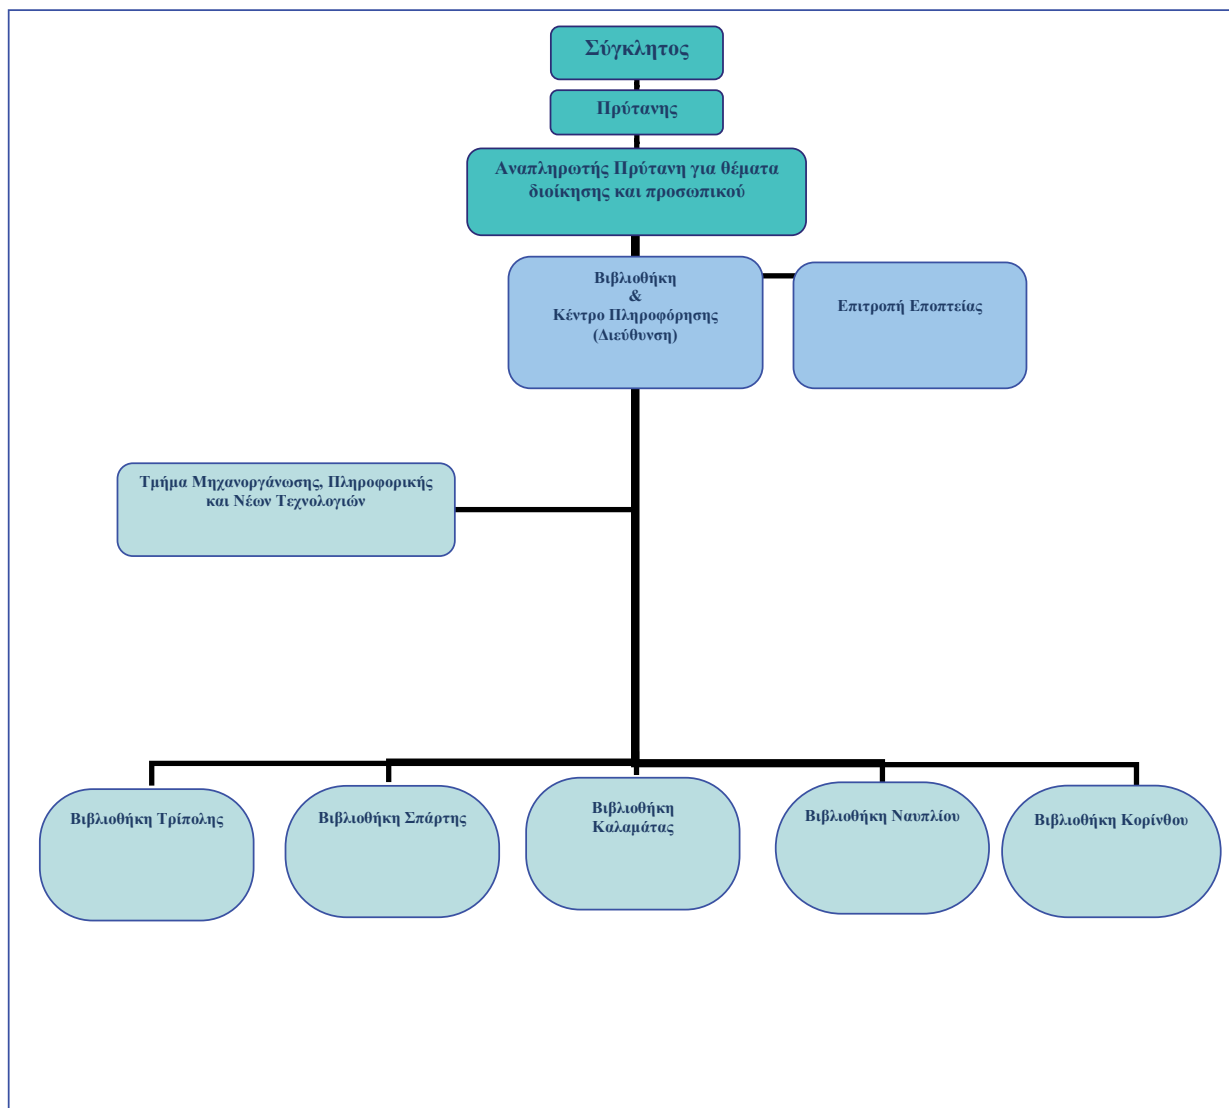 Σύγκλητος
Πρύτανης
Αναπληρωτής Πρύτανη για θέματα
διοίκησης και προσωπικού
Βιβλιοθήκη
&
Κέντρο Πληροφόρησης
(Διεύθυνση)
Επιτροπή Εποπτείας
Τμήμα Μηχανοργάνωσης, Πληροφορικής
και Νέων Τεχνολογιών
Βιβλιοθήκη Τρίπολης
Βιβλιοθήκη Σπάρτης
Βιβλιοθήκη
Καλαμάτας
Βιβλιοθήκη Ναυπλίου
Βιβλιοθήκη Κορίνθου